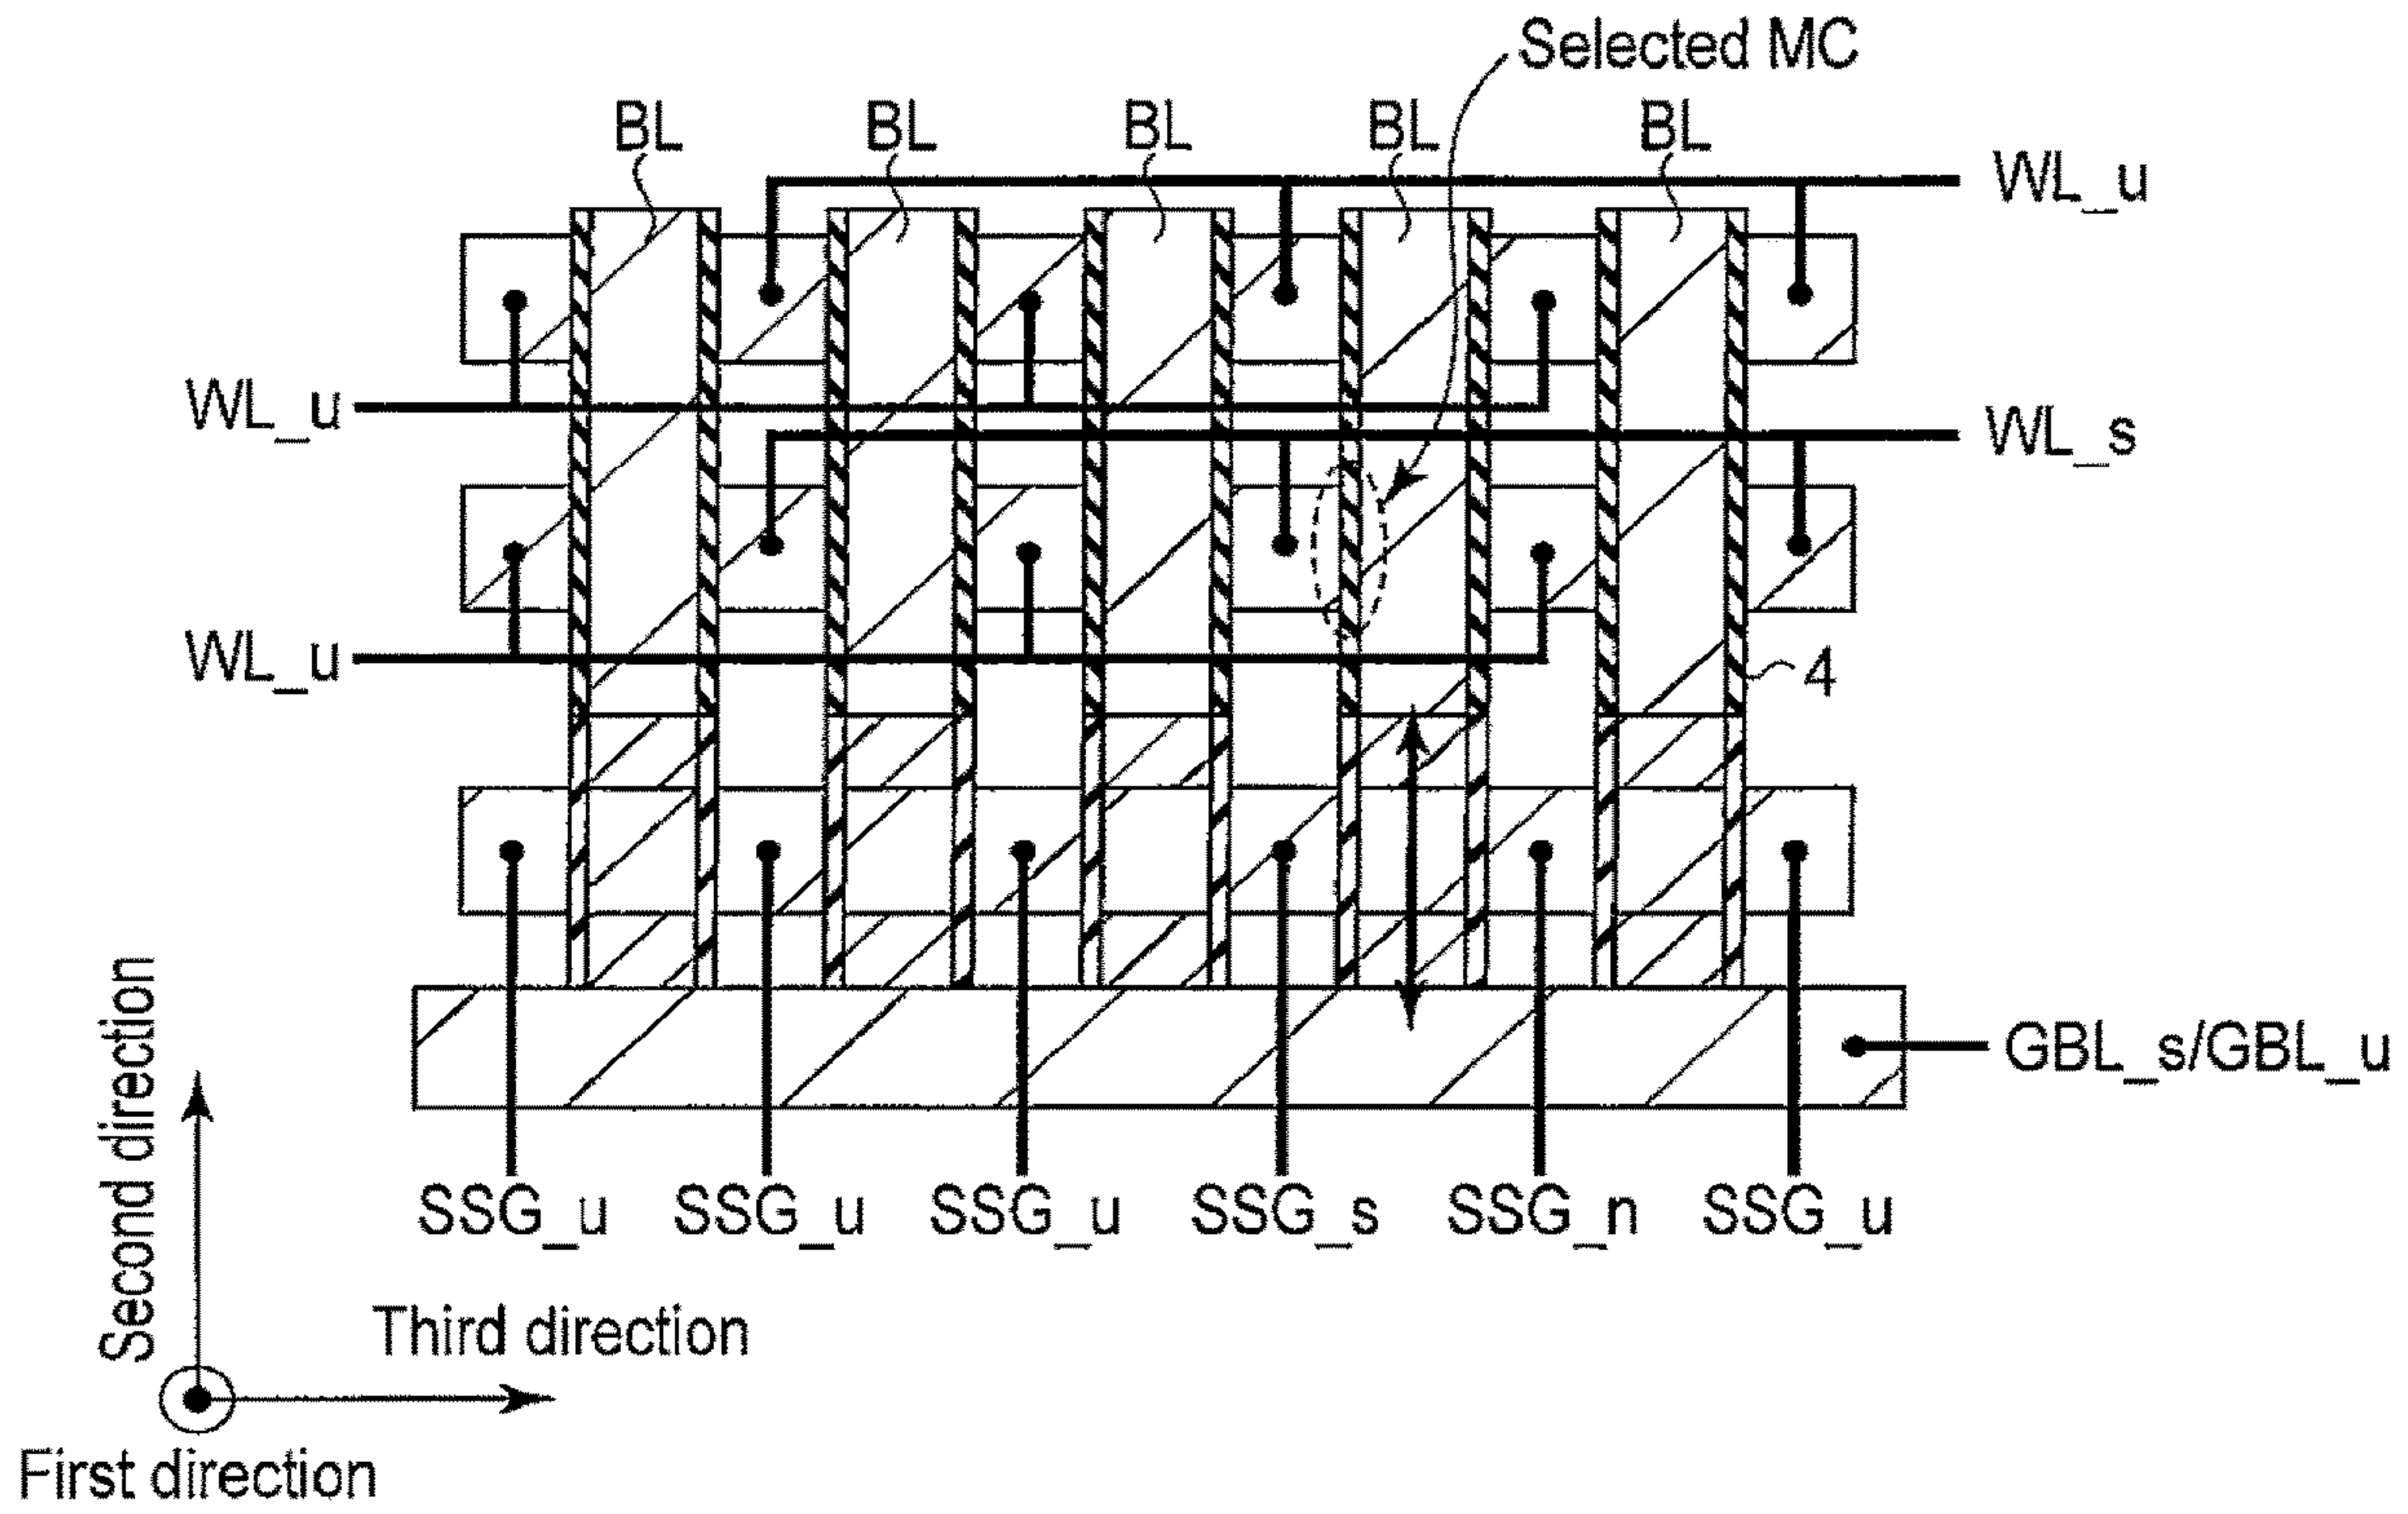 Selected MC
BL BL BL BL BL
WL_u
WL_u
WL_s
WL_u
4
GBL_s/GBL_u
SSG_u SSG_u SSG_u SSG_s SSG_n SSG_u
Second direction
Third direction
First direction